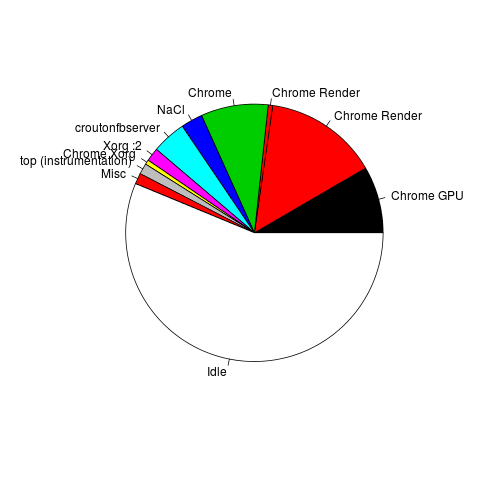 Chrome
Chrome Render
NaCl
Chrome Render
croutonfbserver
Xorg :2
Chrome Xorg
top (instrumentation)
Misc
Chrome GPU
Idle